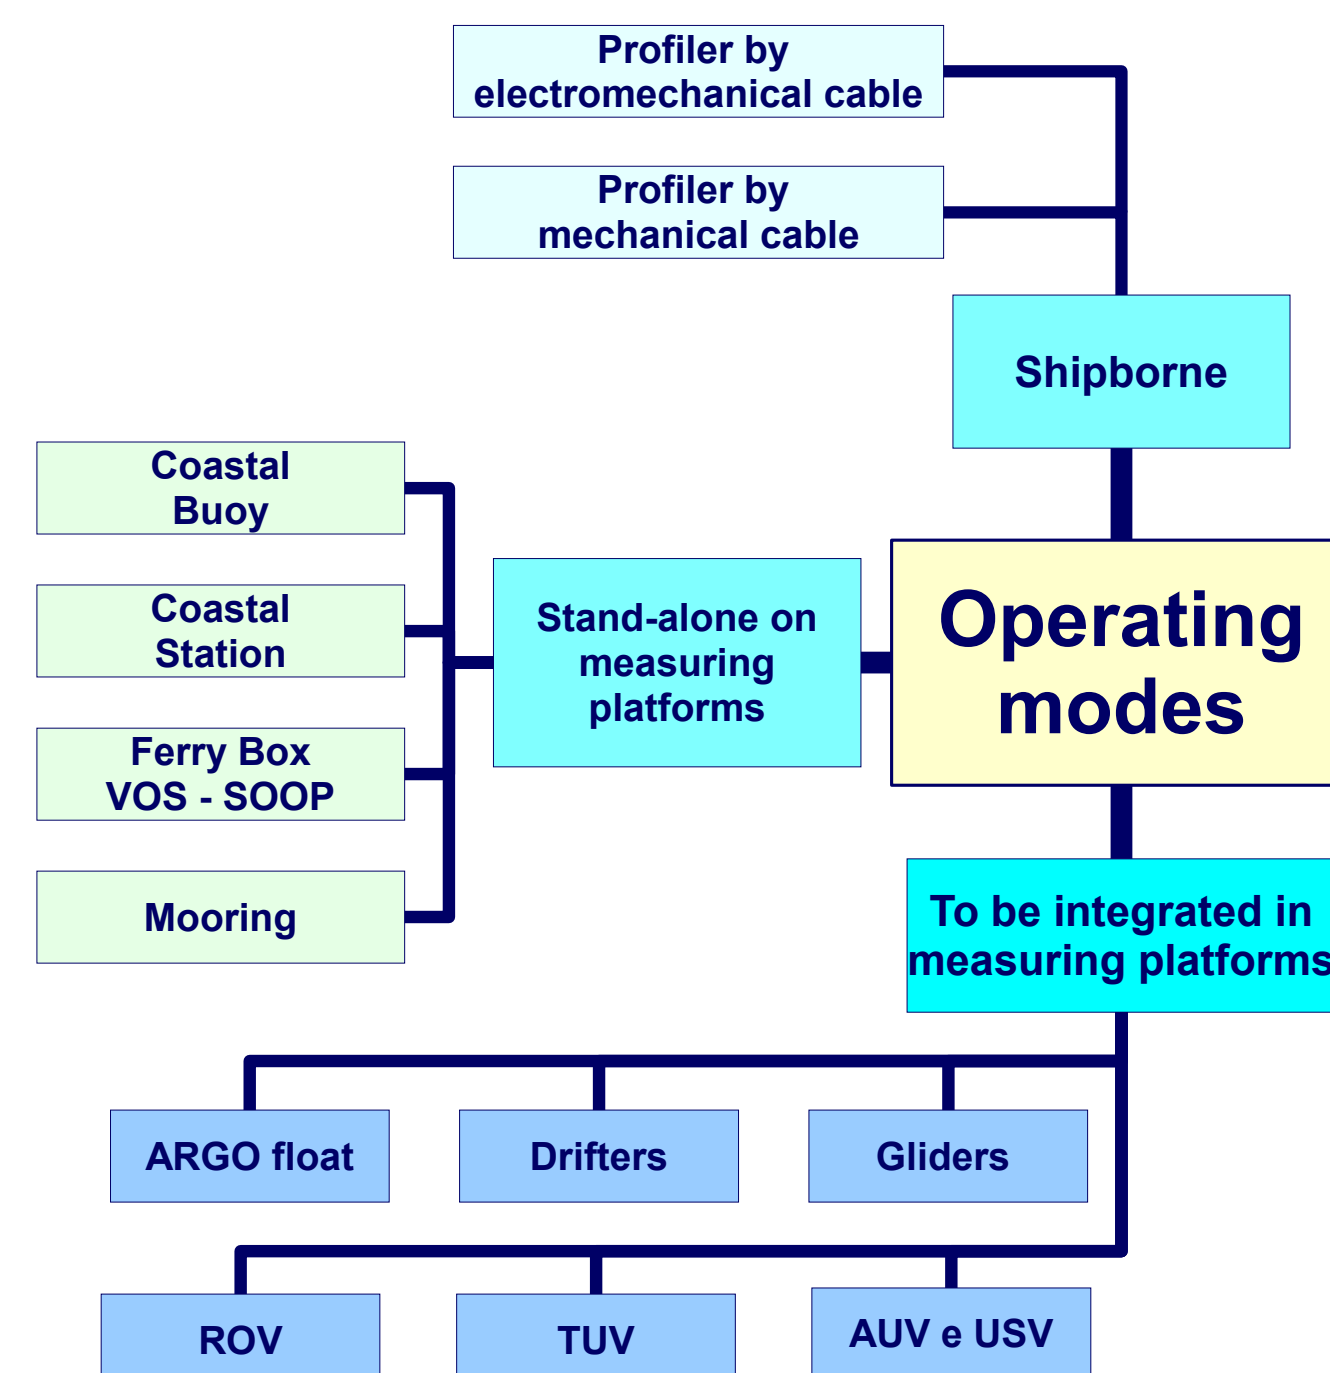 Profiler by
electromechanical cable
Profiler by
mechanical cable
Shipborne
Coastal
Buoy
Coastal
Station
Ferry Box
VOS - SOOP
Mooring
Stand-alone on
measuring
platforms
Operating
modes
To be integrated in
measuring platforms
ARGO float
Drifters
Gliders
ROV
TUV
AUV e USV